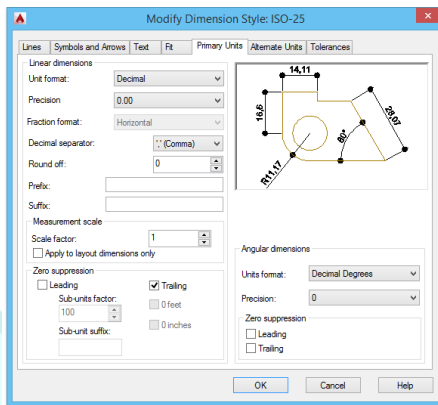 Modify Dimension Style: ISO-25
Lines Symbols and Arrows Text Fit Primary Units Alternate Units Tolerances
Linear dimensions
Unit format: Decimal
Precision 0.00
Fraction format: Horizontal
Decimal separator: ',' (Comma)
Round off: 0
Prefix:
Suffix:
Measurement scale
Scale factor: 1
Apply to layout dimensions only
Zero suppression
Leading Trailing
Sub-units factor: 0 feet
100
Sub-unit suffix: 0 inches
14,11
16,6
28,07
60°
R11,17
Angular dimensions
Units format: Decimal Degrees
Precision: 0
Zero suppression
Leading
Trailing
OK Cancel Help